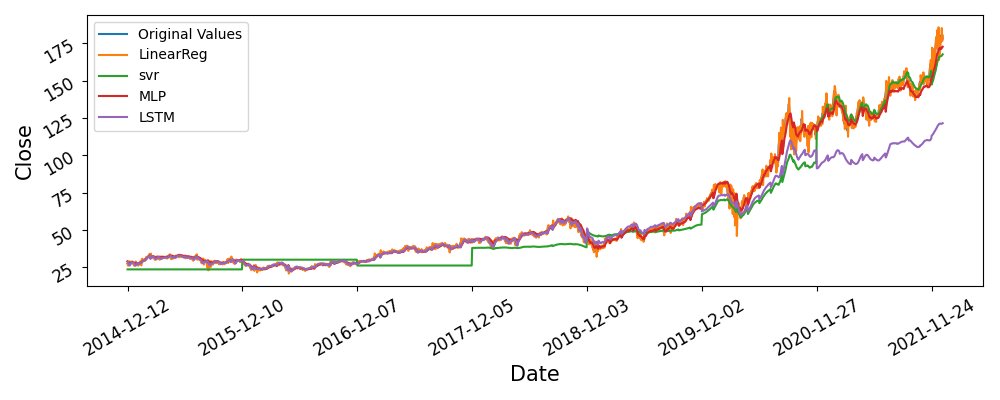 Original Values
LinearReg
svr
MLP
LSTM
Close
175
150
125
100
75
50
25
2014-12-12
2015-12-10
2016-12-07
2017-12-05
2018-12-03
2019-12-02
2020-11-27
2021-11-24
Date